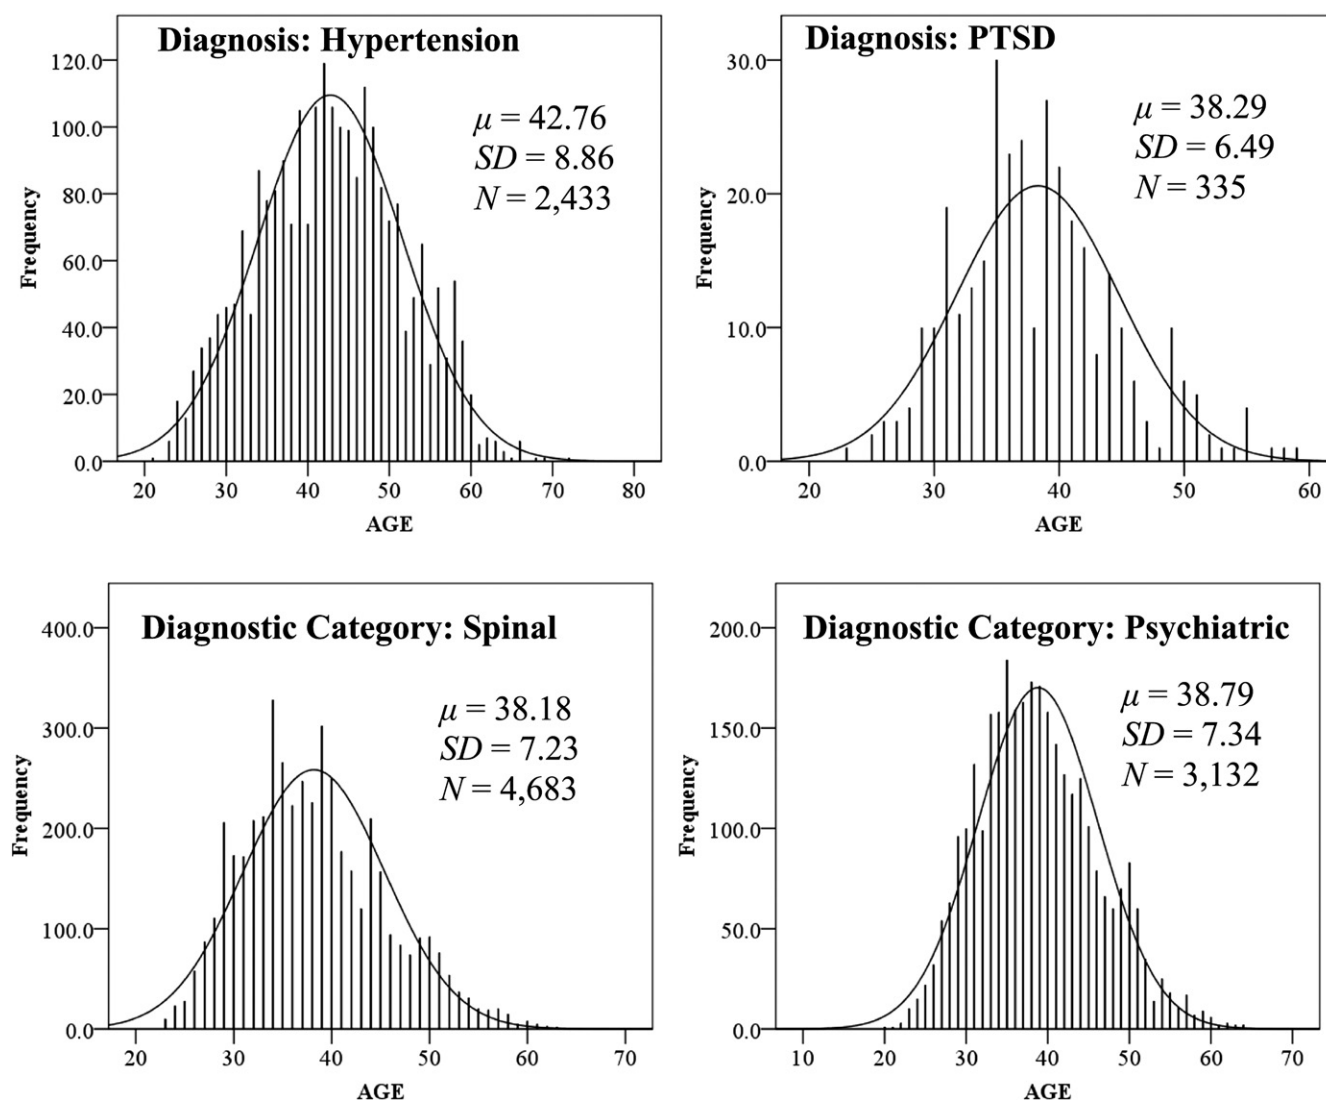 Diagnosis: Hypertension
120.0
100.0
80.0
60.0
40.0
20.0
0.0
Frequency
μ = 42.76
SD = 8.86
N = 2,433
20 30 40 50 60 70 80
AGE
Diagnosis: PTSD
30.0
20.0
10.0
0.0
Frequency
μ = 38.29
SD = 6.49
N = 335
20 30 40 50 60
AGE
Diagnostic Category: Spinal
400.0
300.0
200.0
100.0
0.0
Frequency
μ = 38.18
SD = 7.23
N = 4,683
20 30 40 50 60 70
AGE
Diagnostic Category: Psychiatric
200.0
150.0
100.0
50.0
0.0
Frequency
μ = 38.79
SD = 7.34
N = 3,132
10 20 30 40 50 60 70
AGE